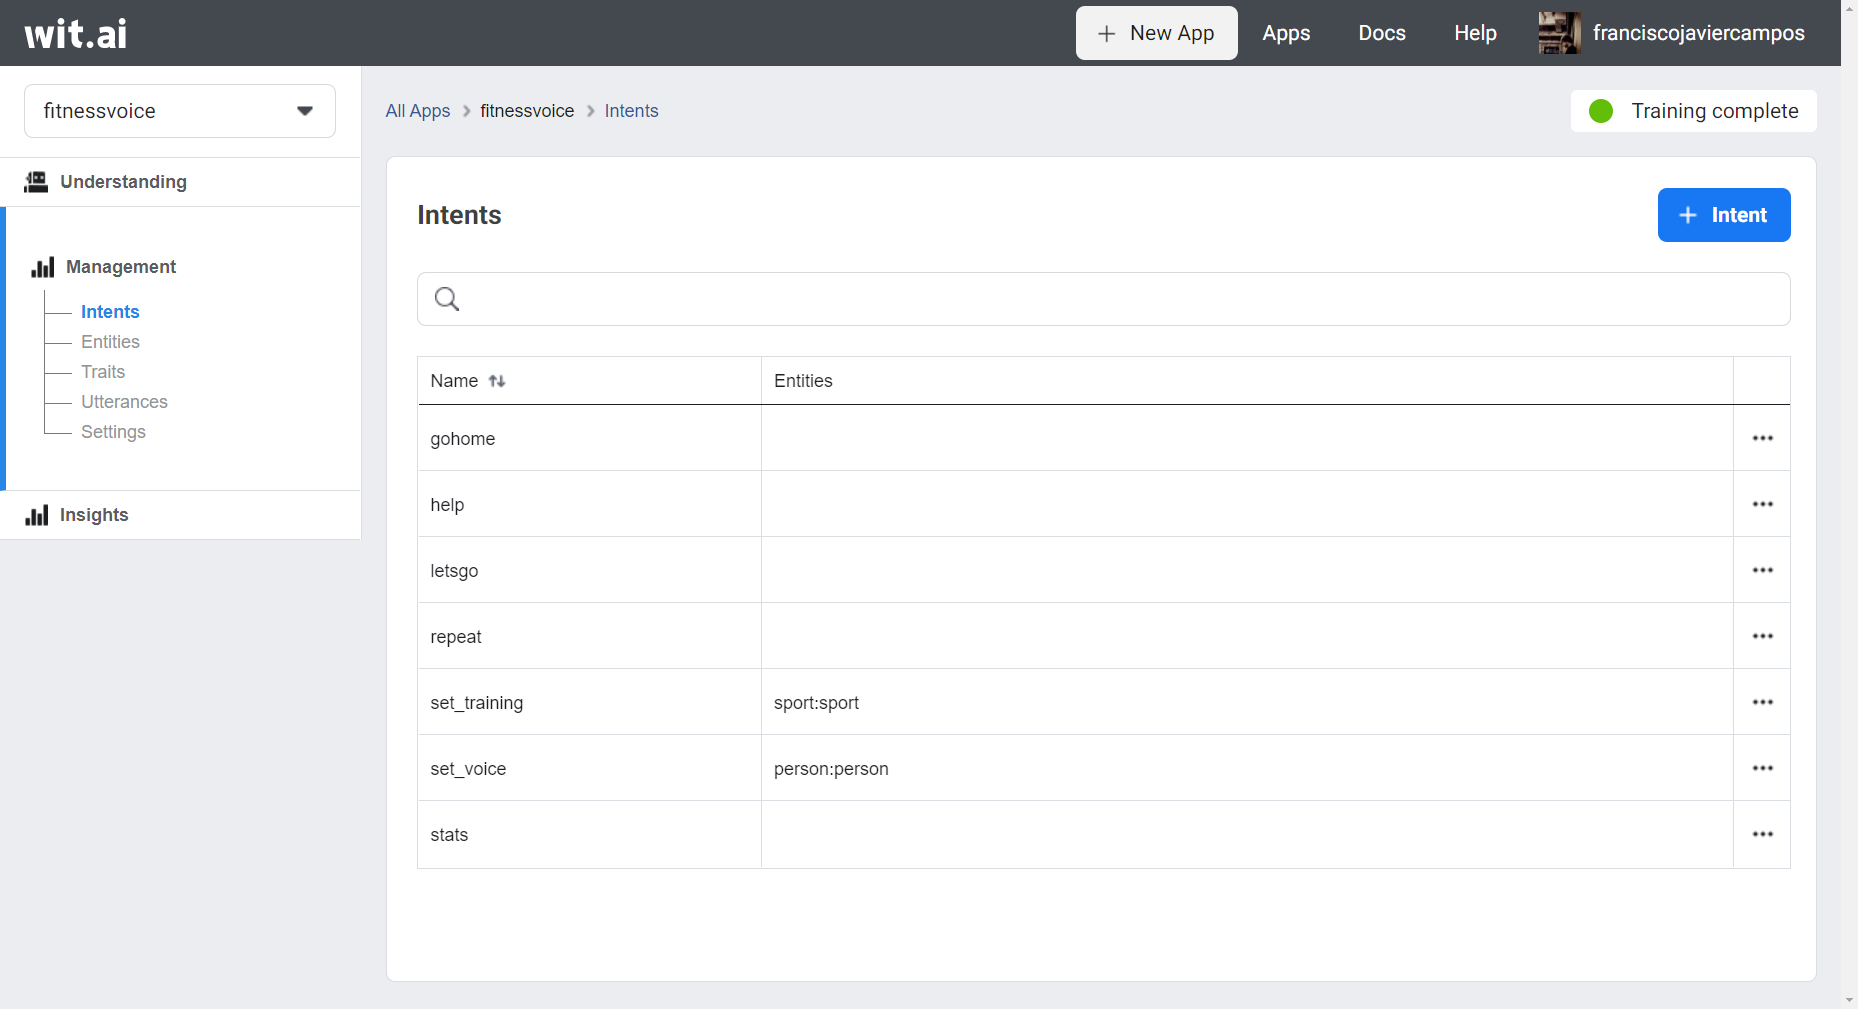 wit.ai
New App
Apps
Docs
Help
franciscojaviercampos
fitnessvoice
All Apps > fitnessvoice > Intents
Training complete
Understanding
Management
Intents
Entities
Traits
Utterances
Settings
Insights
Intents
+ Intent
Name Entities
gohome
help
letsgo
repeat
set_training sport:sport
set_voice person:person
stats